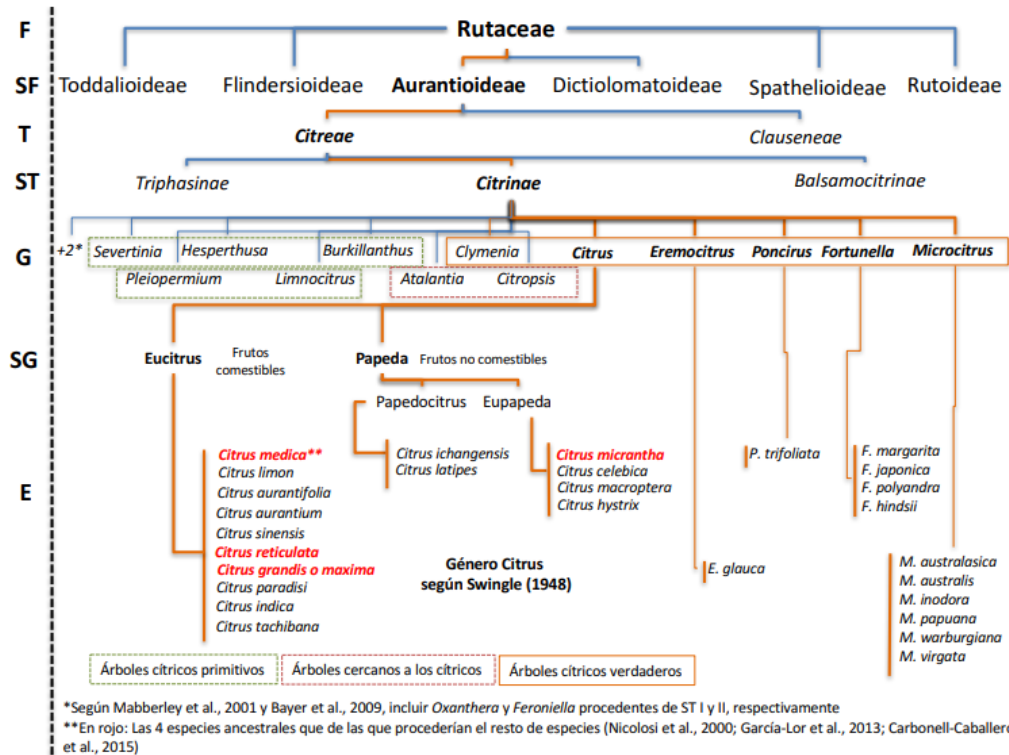 F Rutaceae
SF Toddalioideae Flindersioideae Aurantioideae Dictiolomatoideae Spathelioideae Rutoideae
T Citreae Clauseneae
ST Triphasinae Citrinae Balsamocitrinae
G +2* Severtinia Hesperthusa Burkillanthus Clymenia Citrus Eremocitrus Poncirus Fortunella Microcitrus
Pleiopermium Limnocitrus Atalantia Citropsis
SG Eucitrus Frutos comestibles Papeda Frutos no comestibles
Papedocitrus Eupapeda
E
Citrus medica**
Citrus limon
Citrus aurantifolia
Citrus aurantium
Citrus sinensis
Citrus reticulata
Citrus grandis o maxima
Citrus paradisi
Citrus indica
Citrus tachibana
Citrus ichangensis
Citrus latipes
Citrus micrantha
Citrus celebica
Citrus macroptera
Citrus hystrix
E. glauca
P. trifoliata
F. margarita
F. japonica
F. polyandra
F. hindsii
M. australasica
M. australis
M. inodora
M. papuana
M. warburgiana
M. virgata
Género Citrus
según Swingle (1948)
Árboles cítricos primitivos Árboles cercanos a los cítricos Árboles cítricos verdaderos
*Según Mabberley et al., 2001 y Bayer et al., 2009, incluir Oxanthera y Feroniella procedentes de ST I y II, respectivamente
**En rojo: Las 4 especies ancestrales que de las que procederían el resto de especies (Nicolosi et al., 2000; García-Lor et al., 2013; Carbonell-Caballero
et al., 2015)